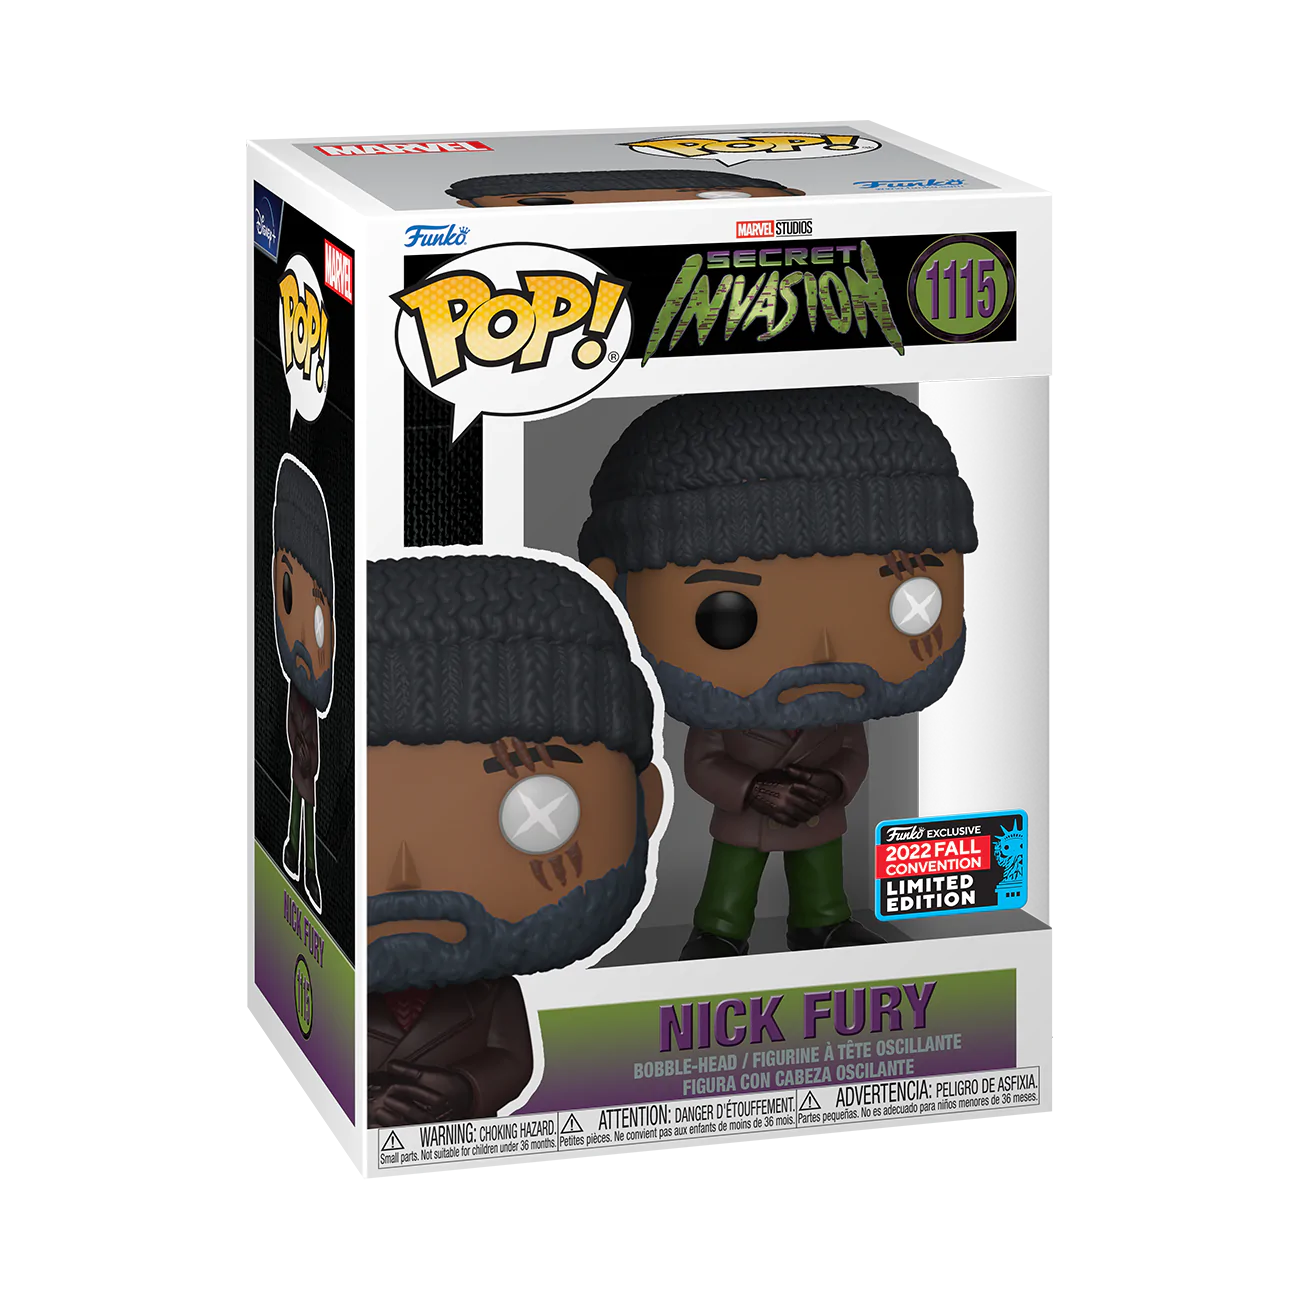 MARVEL
POP!
Funko
Disney+
MARVEL
POP!
NICK FURY
1115
Funko
MARVEL STUDIOS
SECRET
INVASION
1115
POP!®
Funko EXCLUSIVE
2022 FALL
CONVENTION
LIMITED
EDITION
NICK FURY
BOBBLE-HEAD / FIGURINE À TÊTE OSCILLANTE
FIGURA CON CABEZA OSCILANTE
WARNING: CHOKING HAZARD.
Small parts. Not suitable for children under 36 months.
ATTENTION: DANGER D'ÉTOUFFEMENT.
Petites pièces. Ne convient pas aux enfants de moins de 36 mois.
ADVERTENCIA: PELIGRO DE ASFIXIA.
Partes pequeñas. No es adecuado para niños menores de 36 meses.